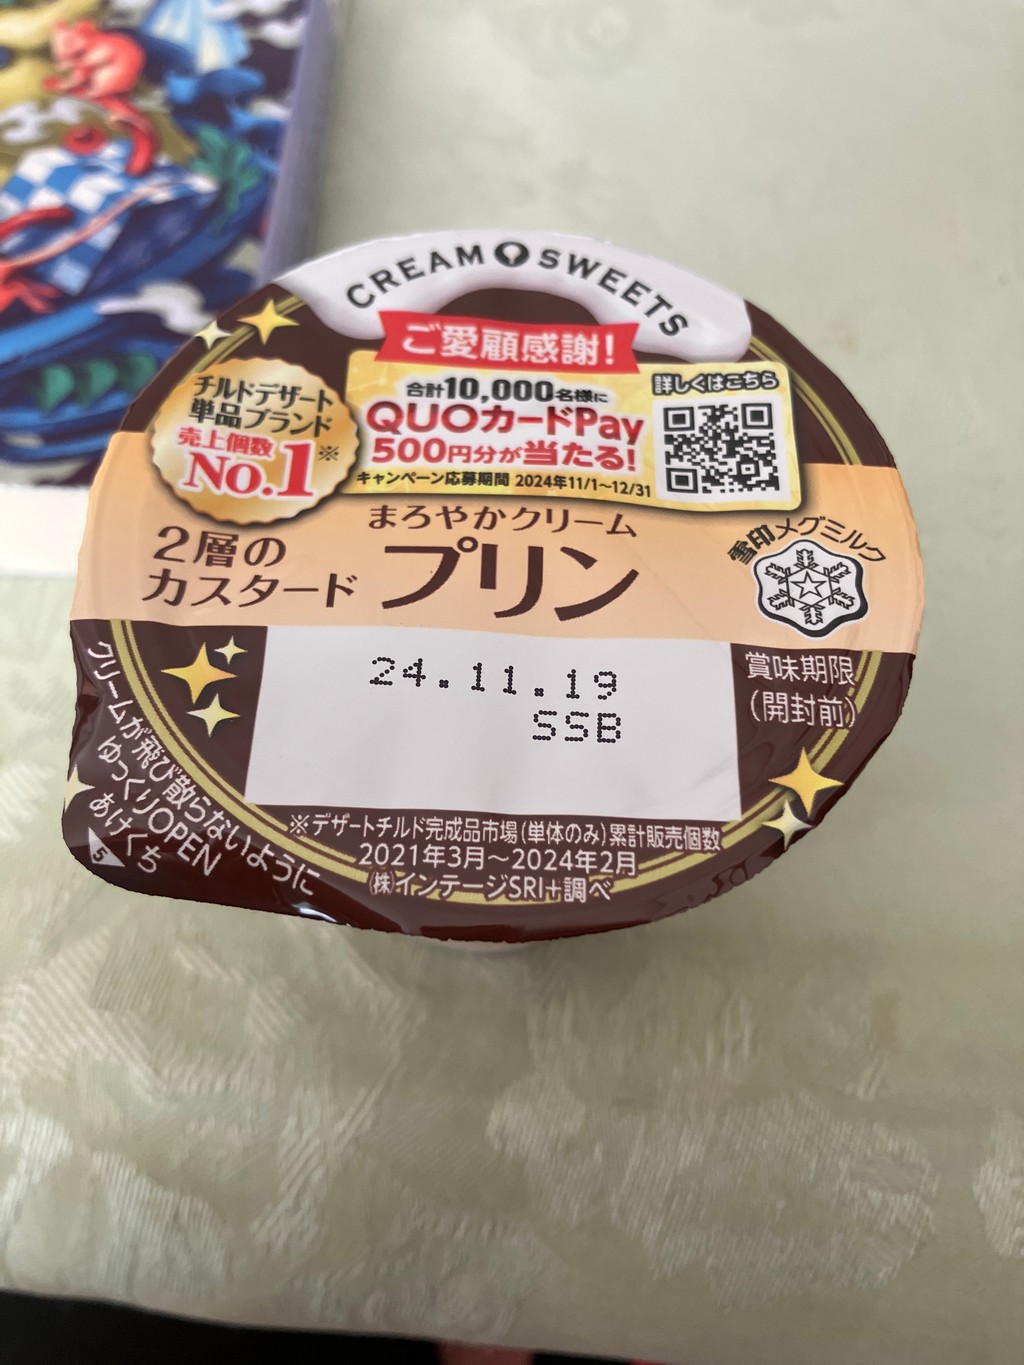 CREAM SWEETS
ご愛顧感謝!
合計10,000名様に
QUOカードPay
500円分が当たる!
キャンペーン応募期間 2024年11/1~12/31
詳しくはこちら
チルドデザート
単品ブランド
売上個数
No.1※
まろやかクリーム
2層の
カスタード
プリン
雪印メグミルク
24.11.19
SSB
賞味期限
(開封前)
クリームが飛び散らないように
ゆっくりOPEN
あけくち
5
※デザートチルド完成品市場(単体のみ)累計販売個数
2021年3月~2024年2月
(株)インテージSRI+調べ